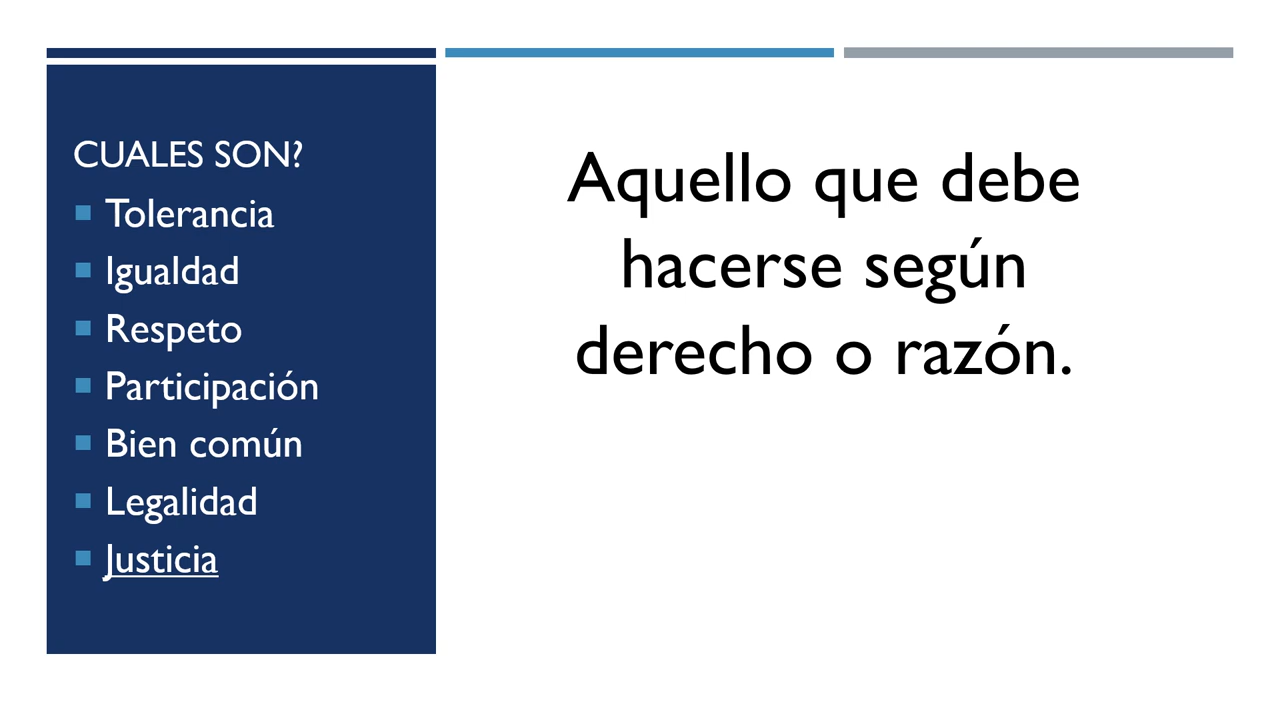 CUALES SON?
Tolerancia
Igualdad
Respeto
Participación
Bien común
Legalidad
Justicia
Aquello que debe
hacerse según
derecho o razón.